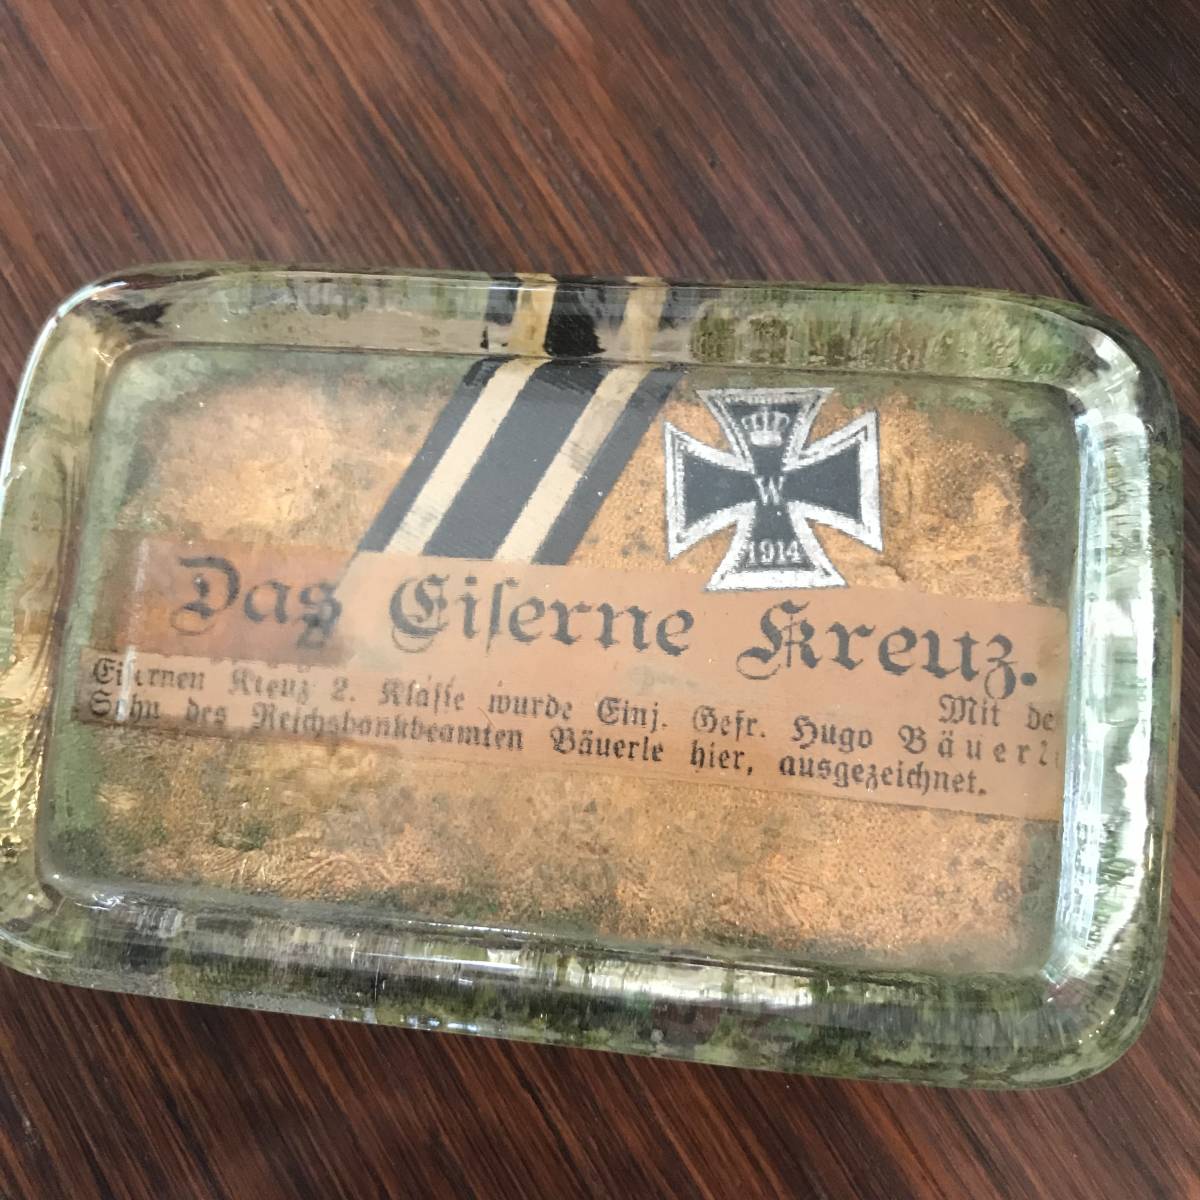 W
1914
Das Eiserne Kreuz.
Mit de
Eisernen Kreuz 2. Klasse wurde Einj. Gefr. Hugo Bäuerle
Sohn des Reichsbankbeamten Bäuerle hier, ausgezeichnet.